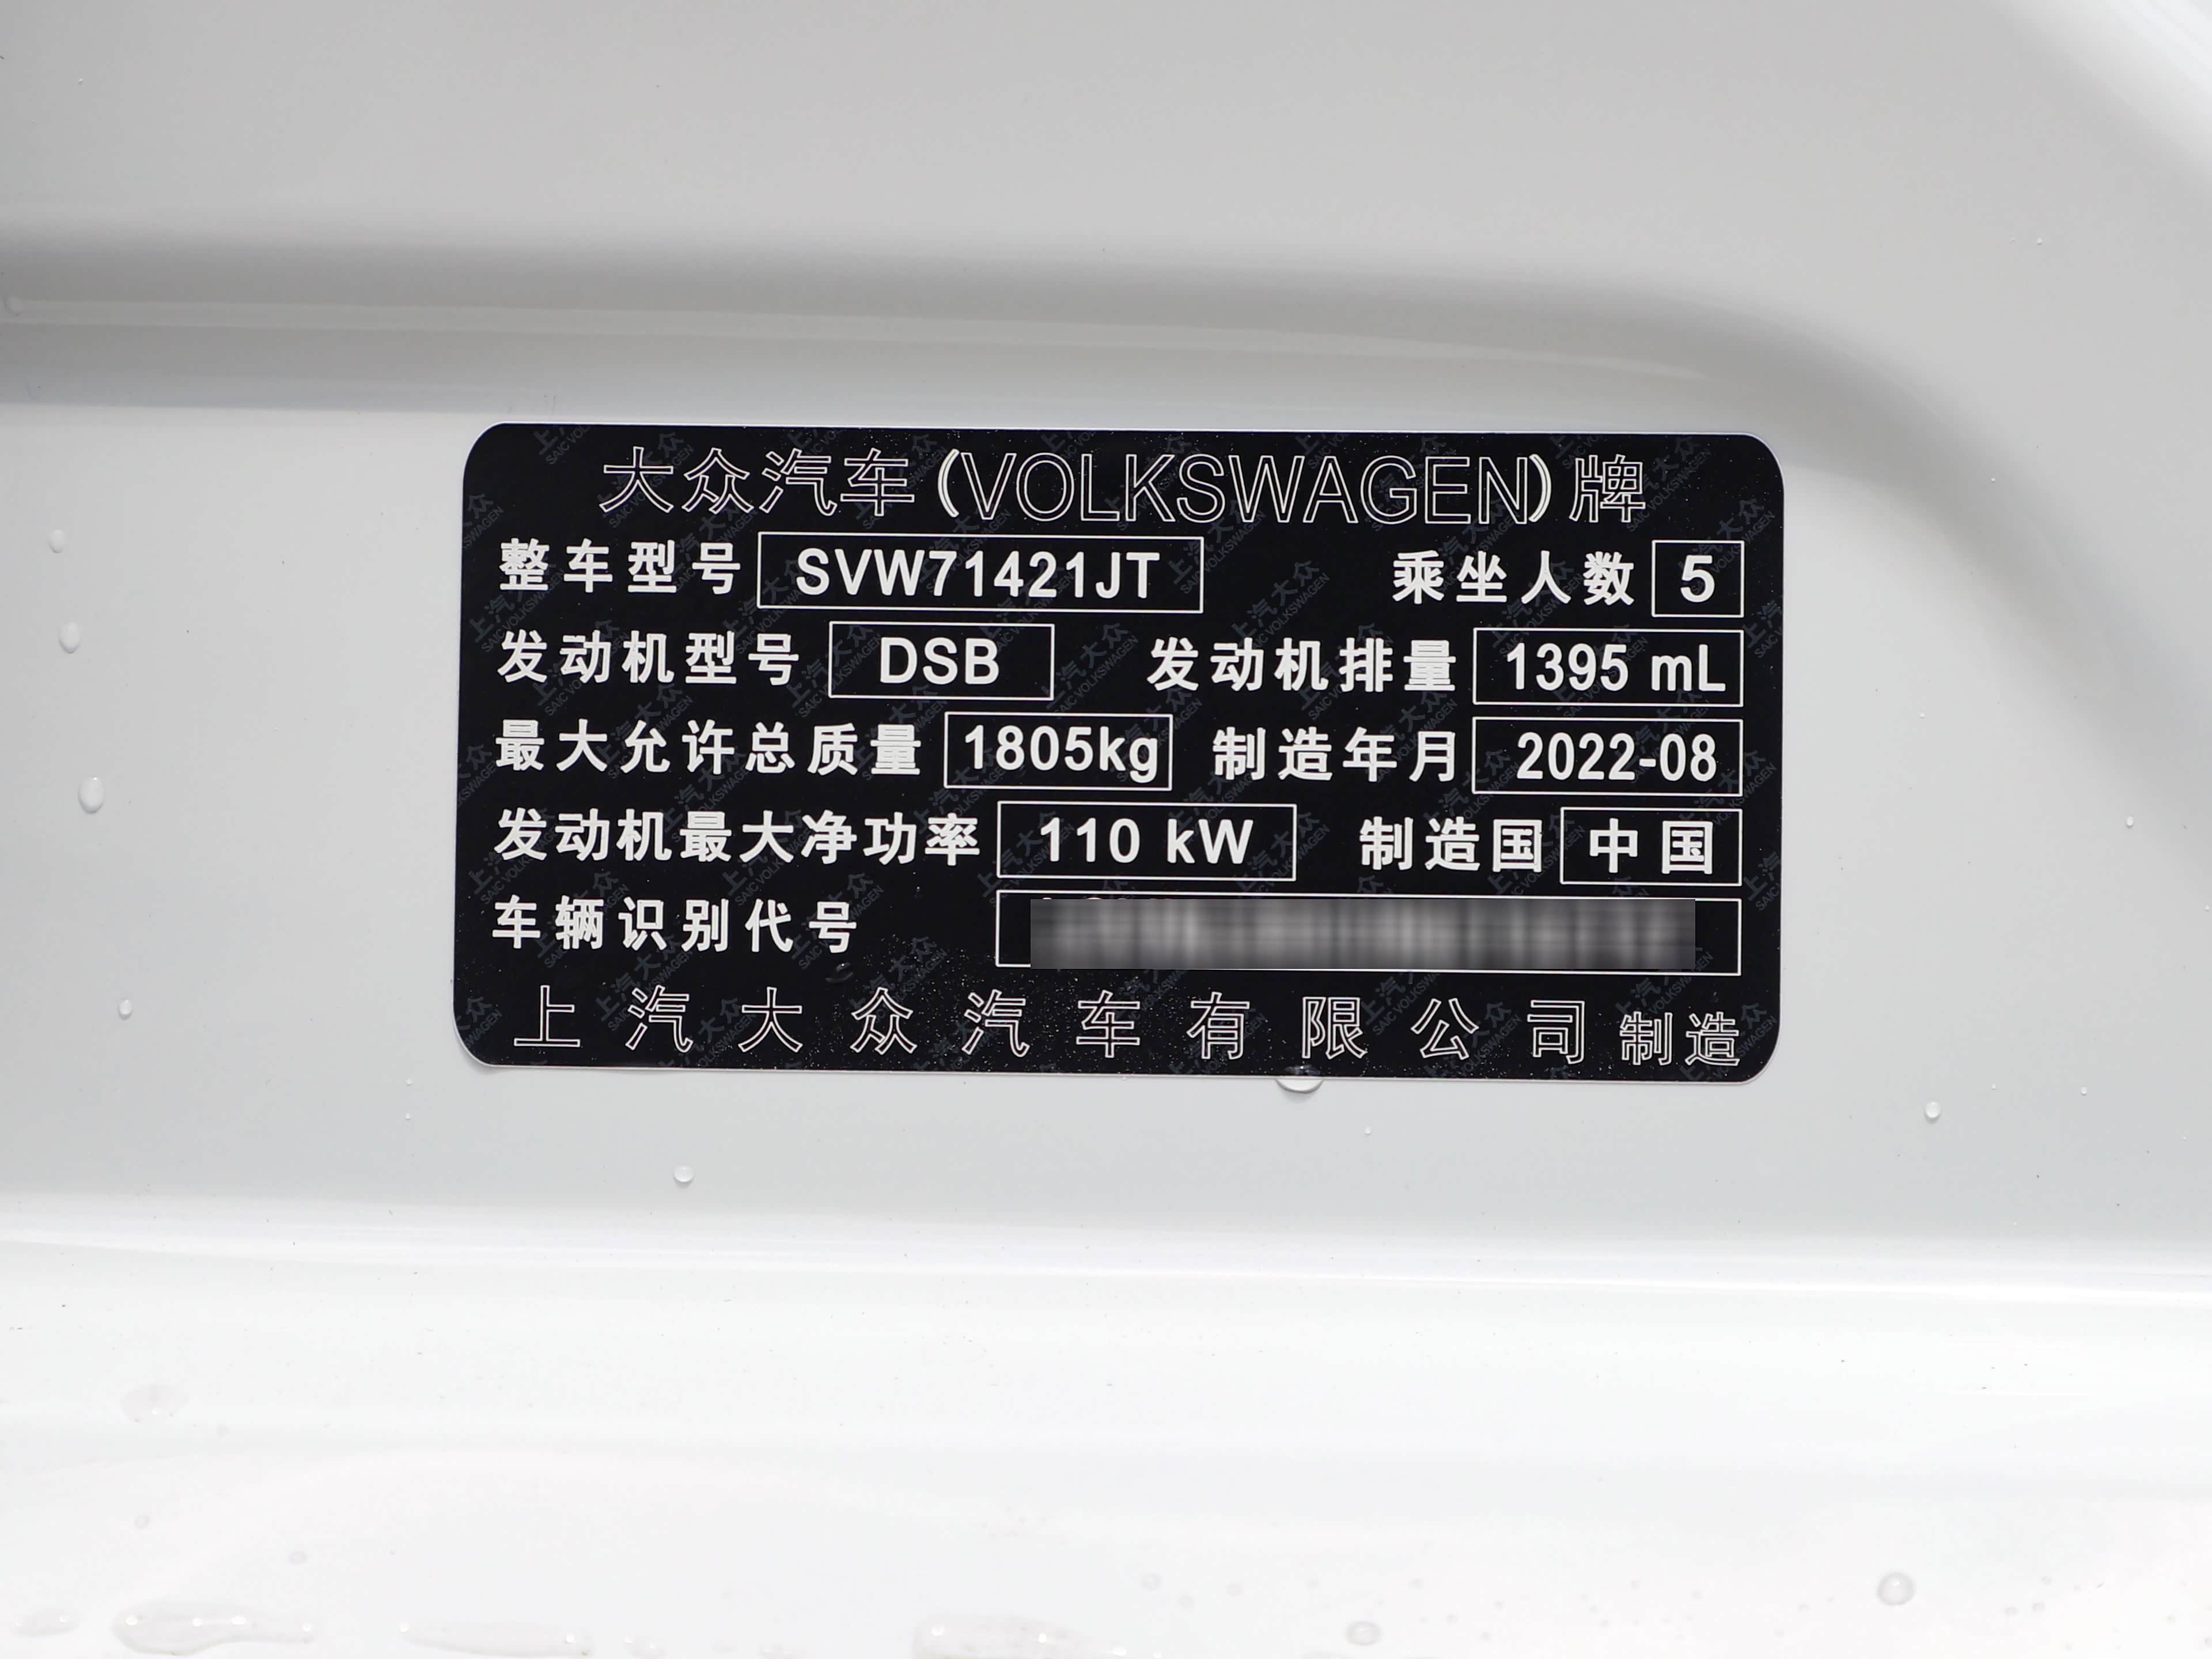 大众汽车(VOLKSWAGEN)牌
整车型号 SVW71421JT 乘坐人数 5
发动机型号 DSB 发动机排量 1395 mL
最大允许总质量 1805kg 制造年月 2022-08
发动机最大净功率 110 kW 制造国 中国
车辆识别代号
上汽大众汽车有限公司 制造